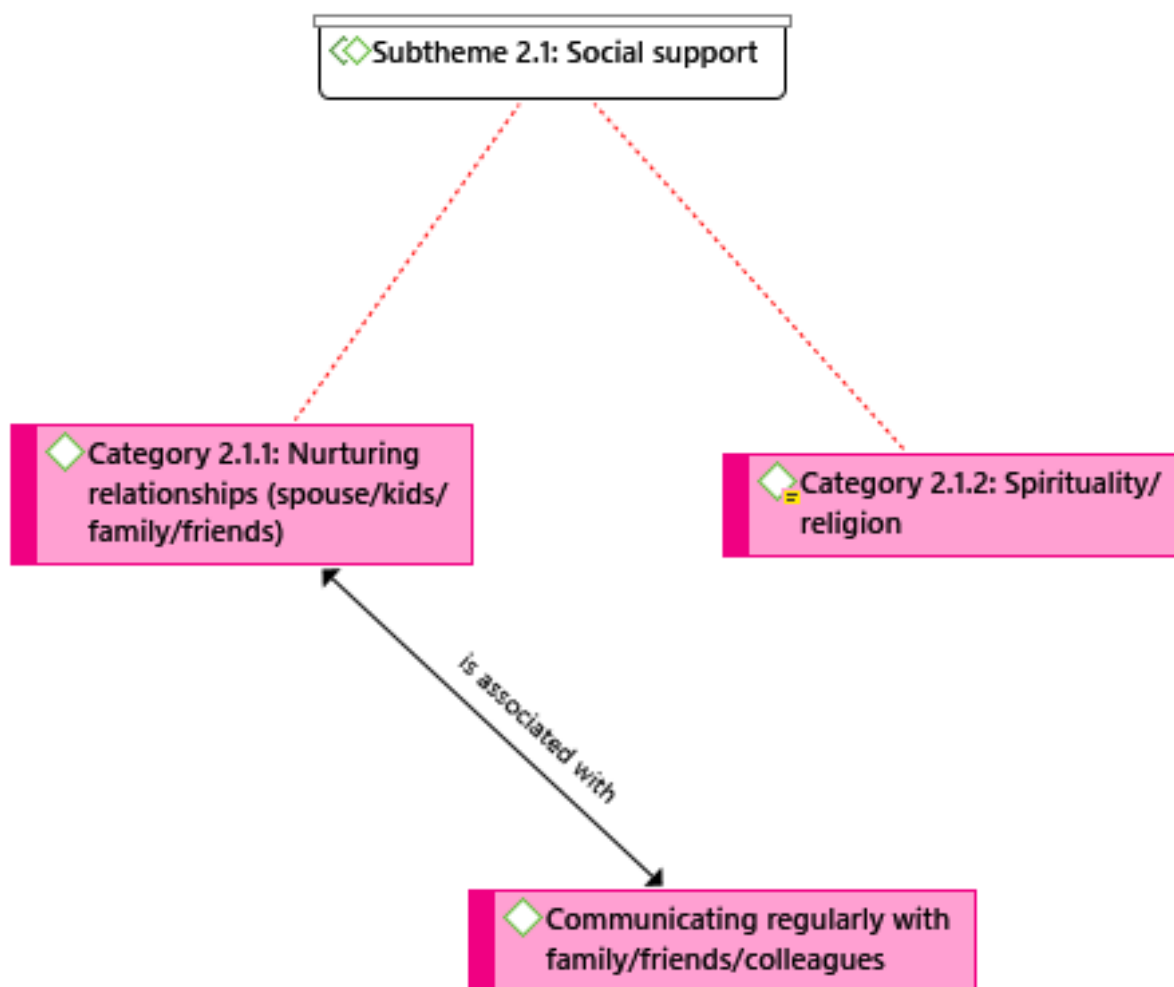 Subtheme 2.1: Social support
Category 2.1.1: Nurturing
relationships (spouse/kids/
family/friends)
Category 2.1.2: Spirituality/
religion
is associated with
Communicating regularly with
family/friends/colleagues